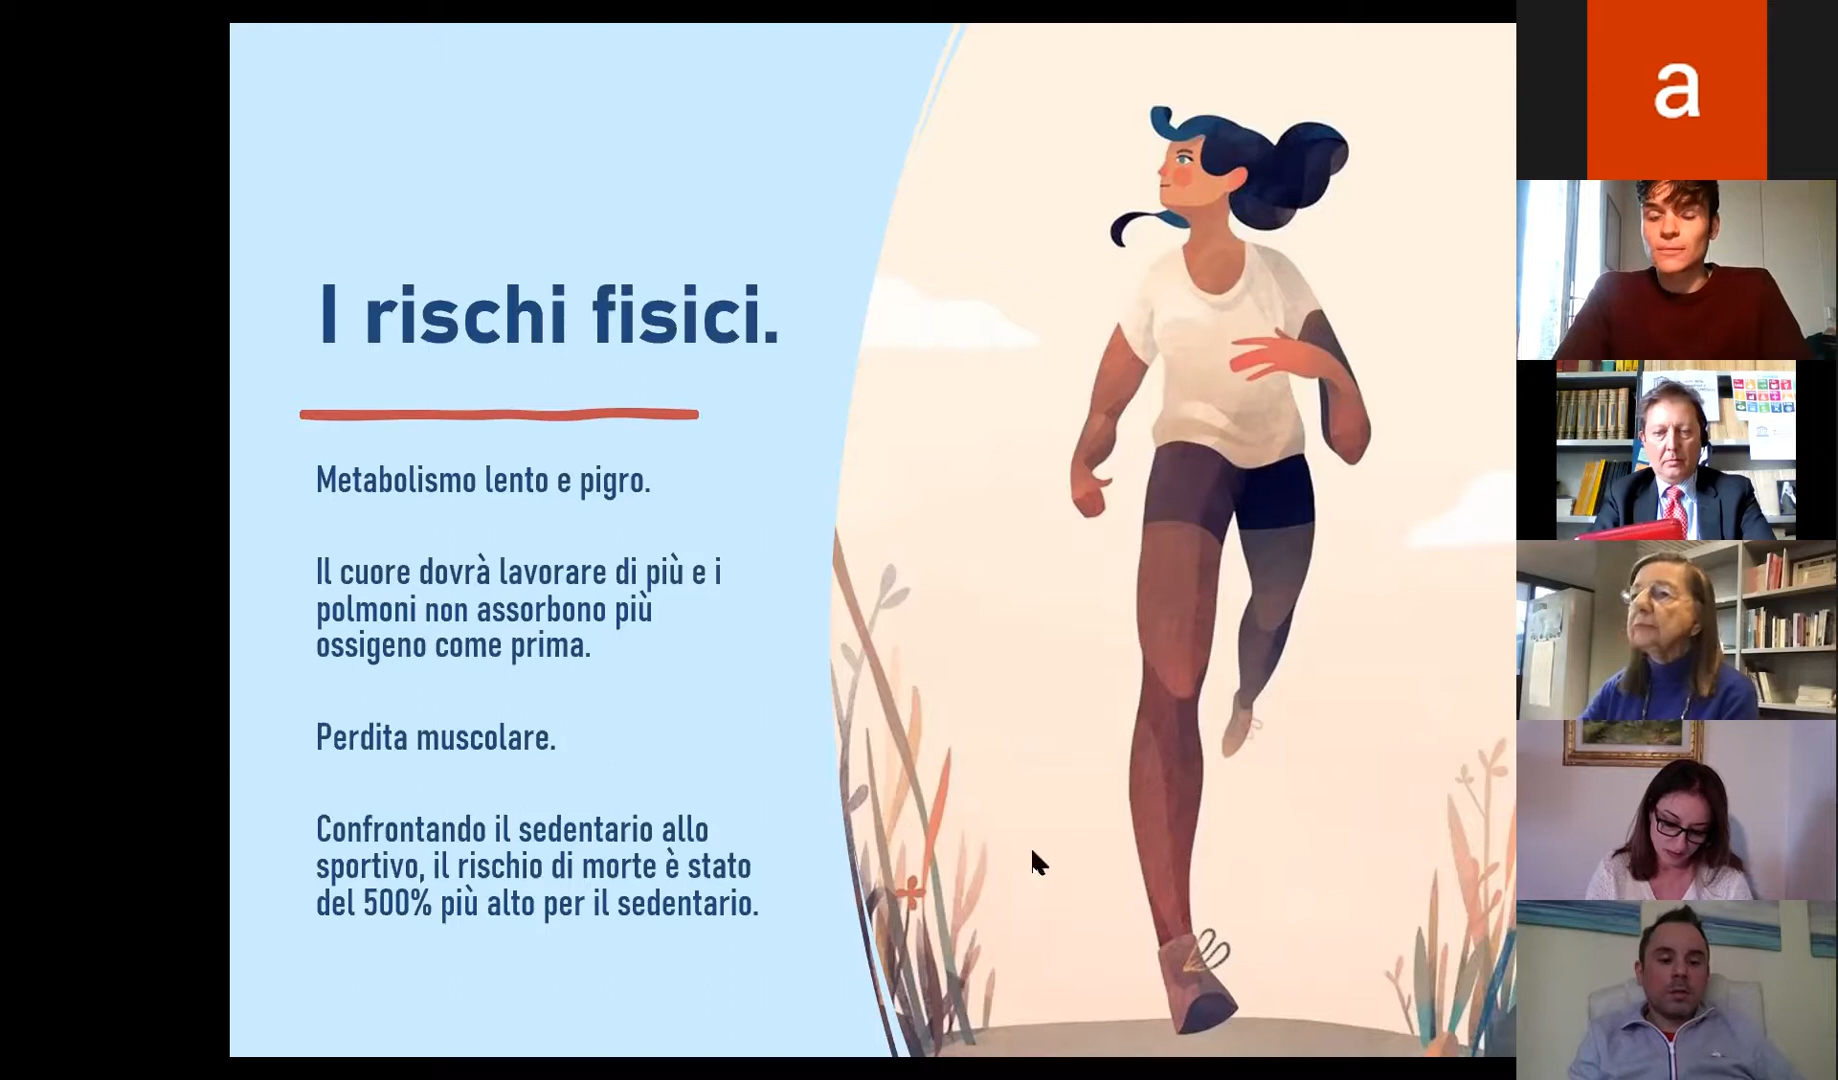 I rischi fisici.
Metabolismo lento e pigro.
Il cuore dovrà lavorare di più e i
polmoni non assorbono più
ossigeno come prima.
Perdita muscolare.
Confrontando il sedentario allo
sportivo, il rischio di morte è stato
del 500% più alto per il sedentario.
a